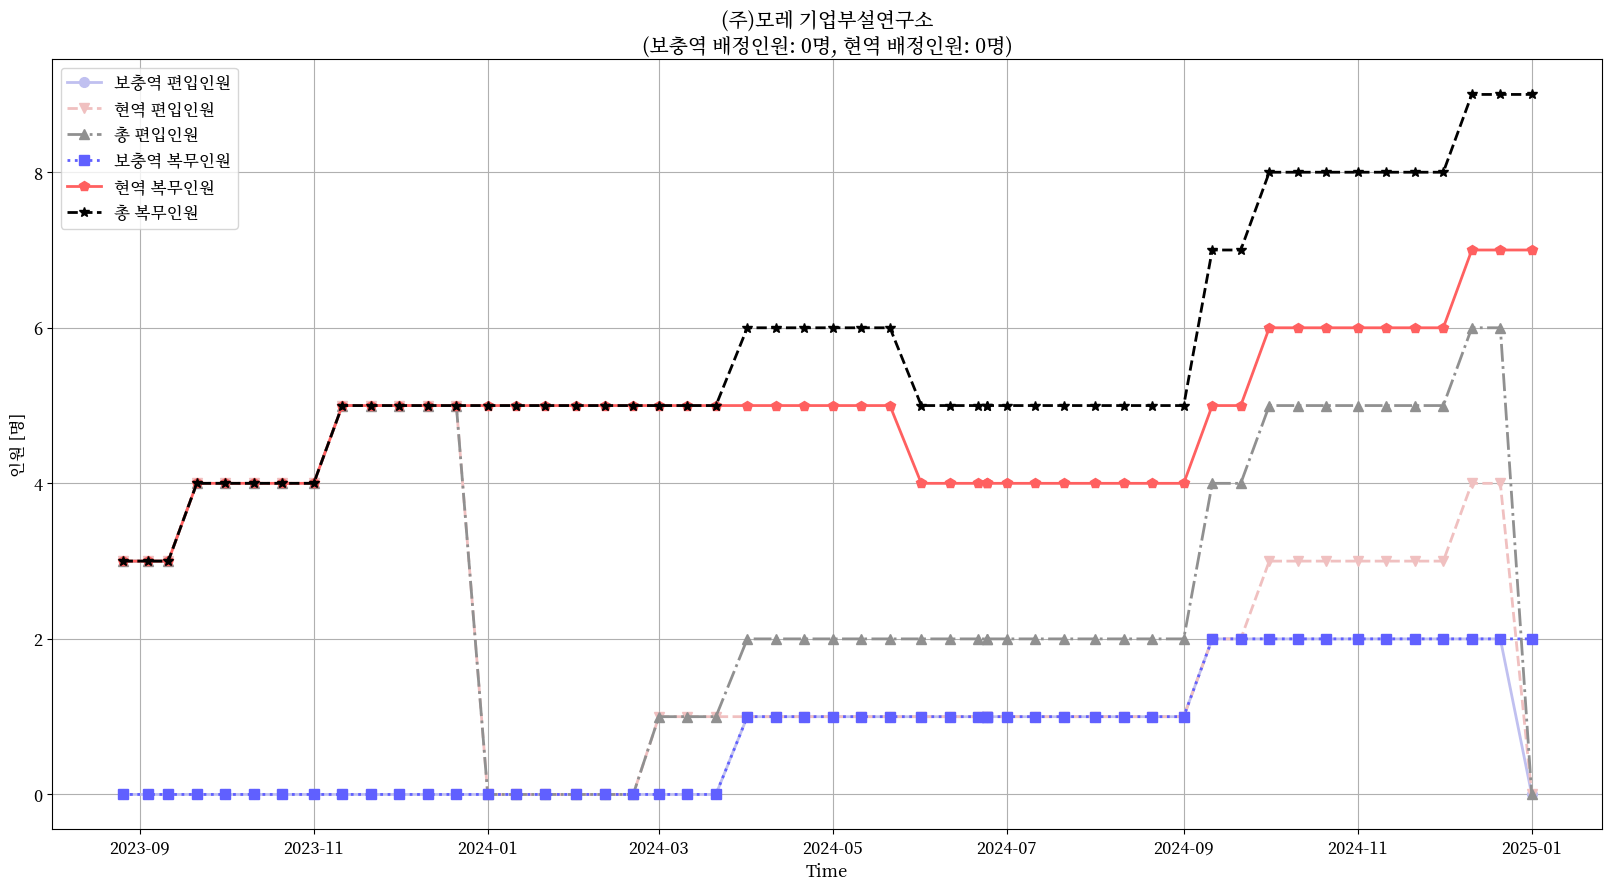 (주)모레 기업부설연구소
(보충역 배정인원: 0명, 현역 배정인원: 0명)
보충역 편입인원
현역 편입인원
총 편입인원
보충역 복무인원
현역 복무인원
총 복무인원
인원 [명]
8
6
4
2
0
2023-09
2023-11
2024-01
2024-03
2024-05
2024-07
2024-09
2024-11
2025-01
Time